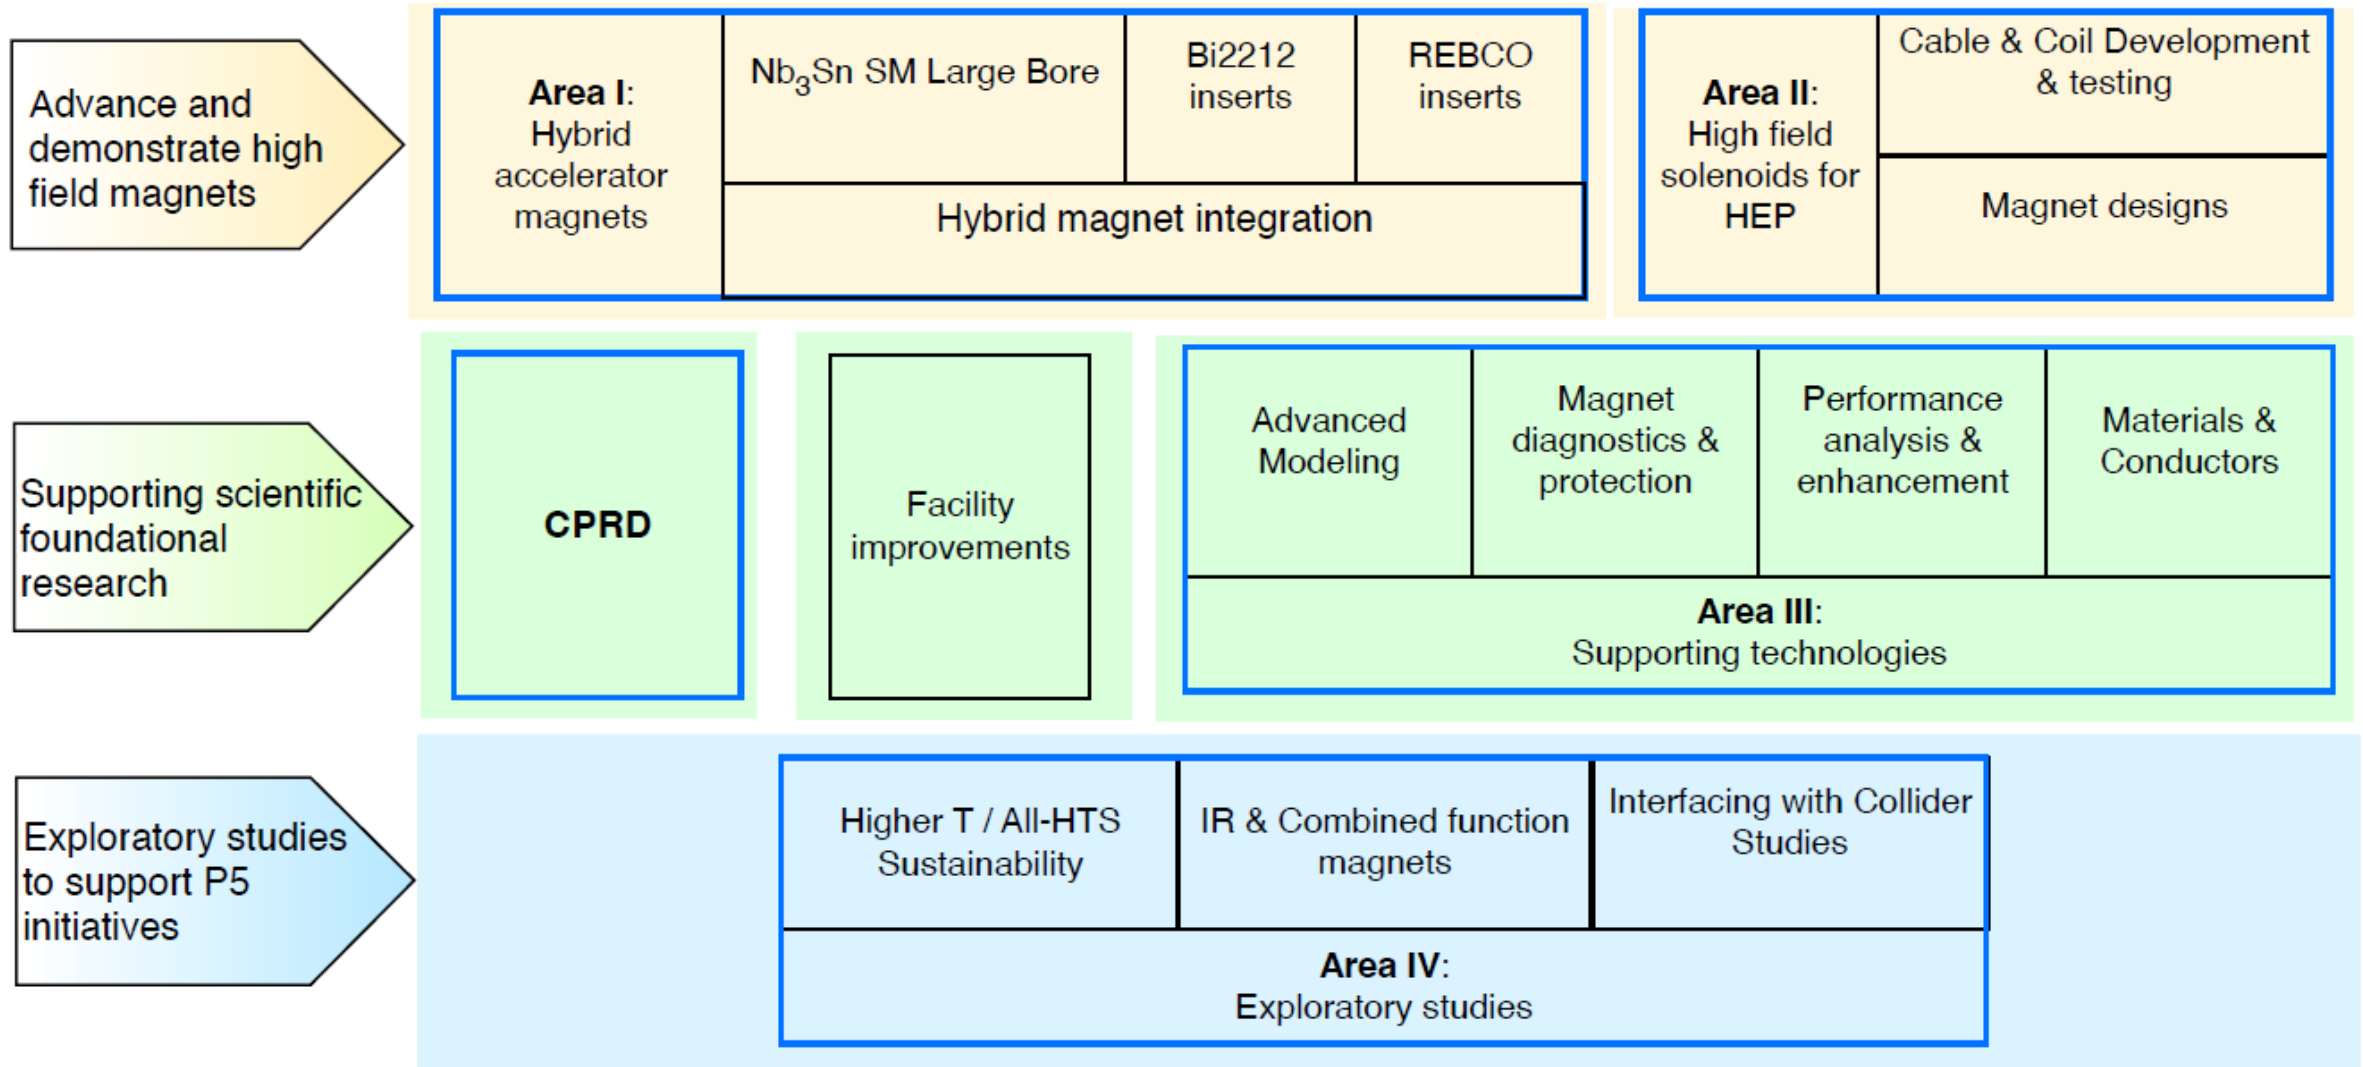 Advance and
demonstrate high
field magnets
Area I:
Hybrid
accelerator
magnets
Nb₃Sn SM Large Bore
Bi2212
inserts
REBCO
inserts
Hybrid magnet integration
Area II:
High field
solenoids for
HEP
Cable & Coil Development
& testing
Magnet designs
Supporting scientific
foundational
research
CPRD
Facility
improvements
Advanced
Modeling
Magnet
diagnostics &
protection
Performance
analysis &
enhancement
Materials &
Conductors
Area III:
Supporting technologies
Exploratory studies
to support P5
initiatives
Higher T / All-HTS
Sustainability
IR & Combined function
magnets
Interfacing with Collider
Studies
Area IV:
Exploratory studies